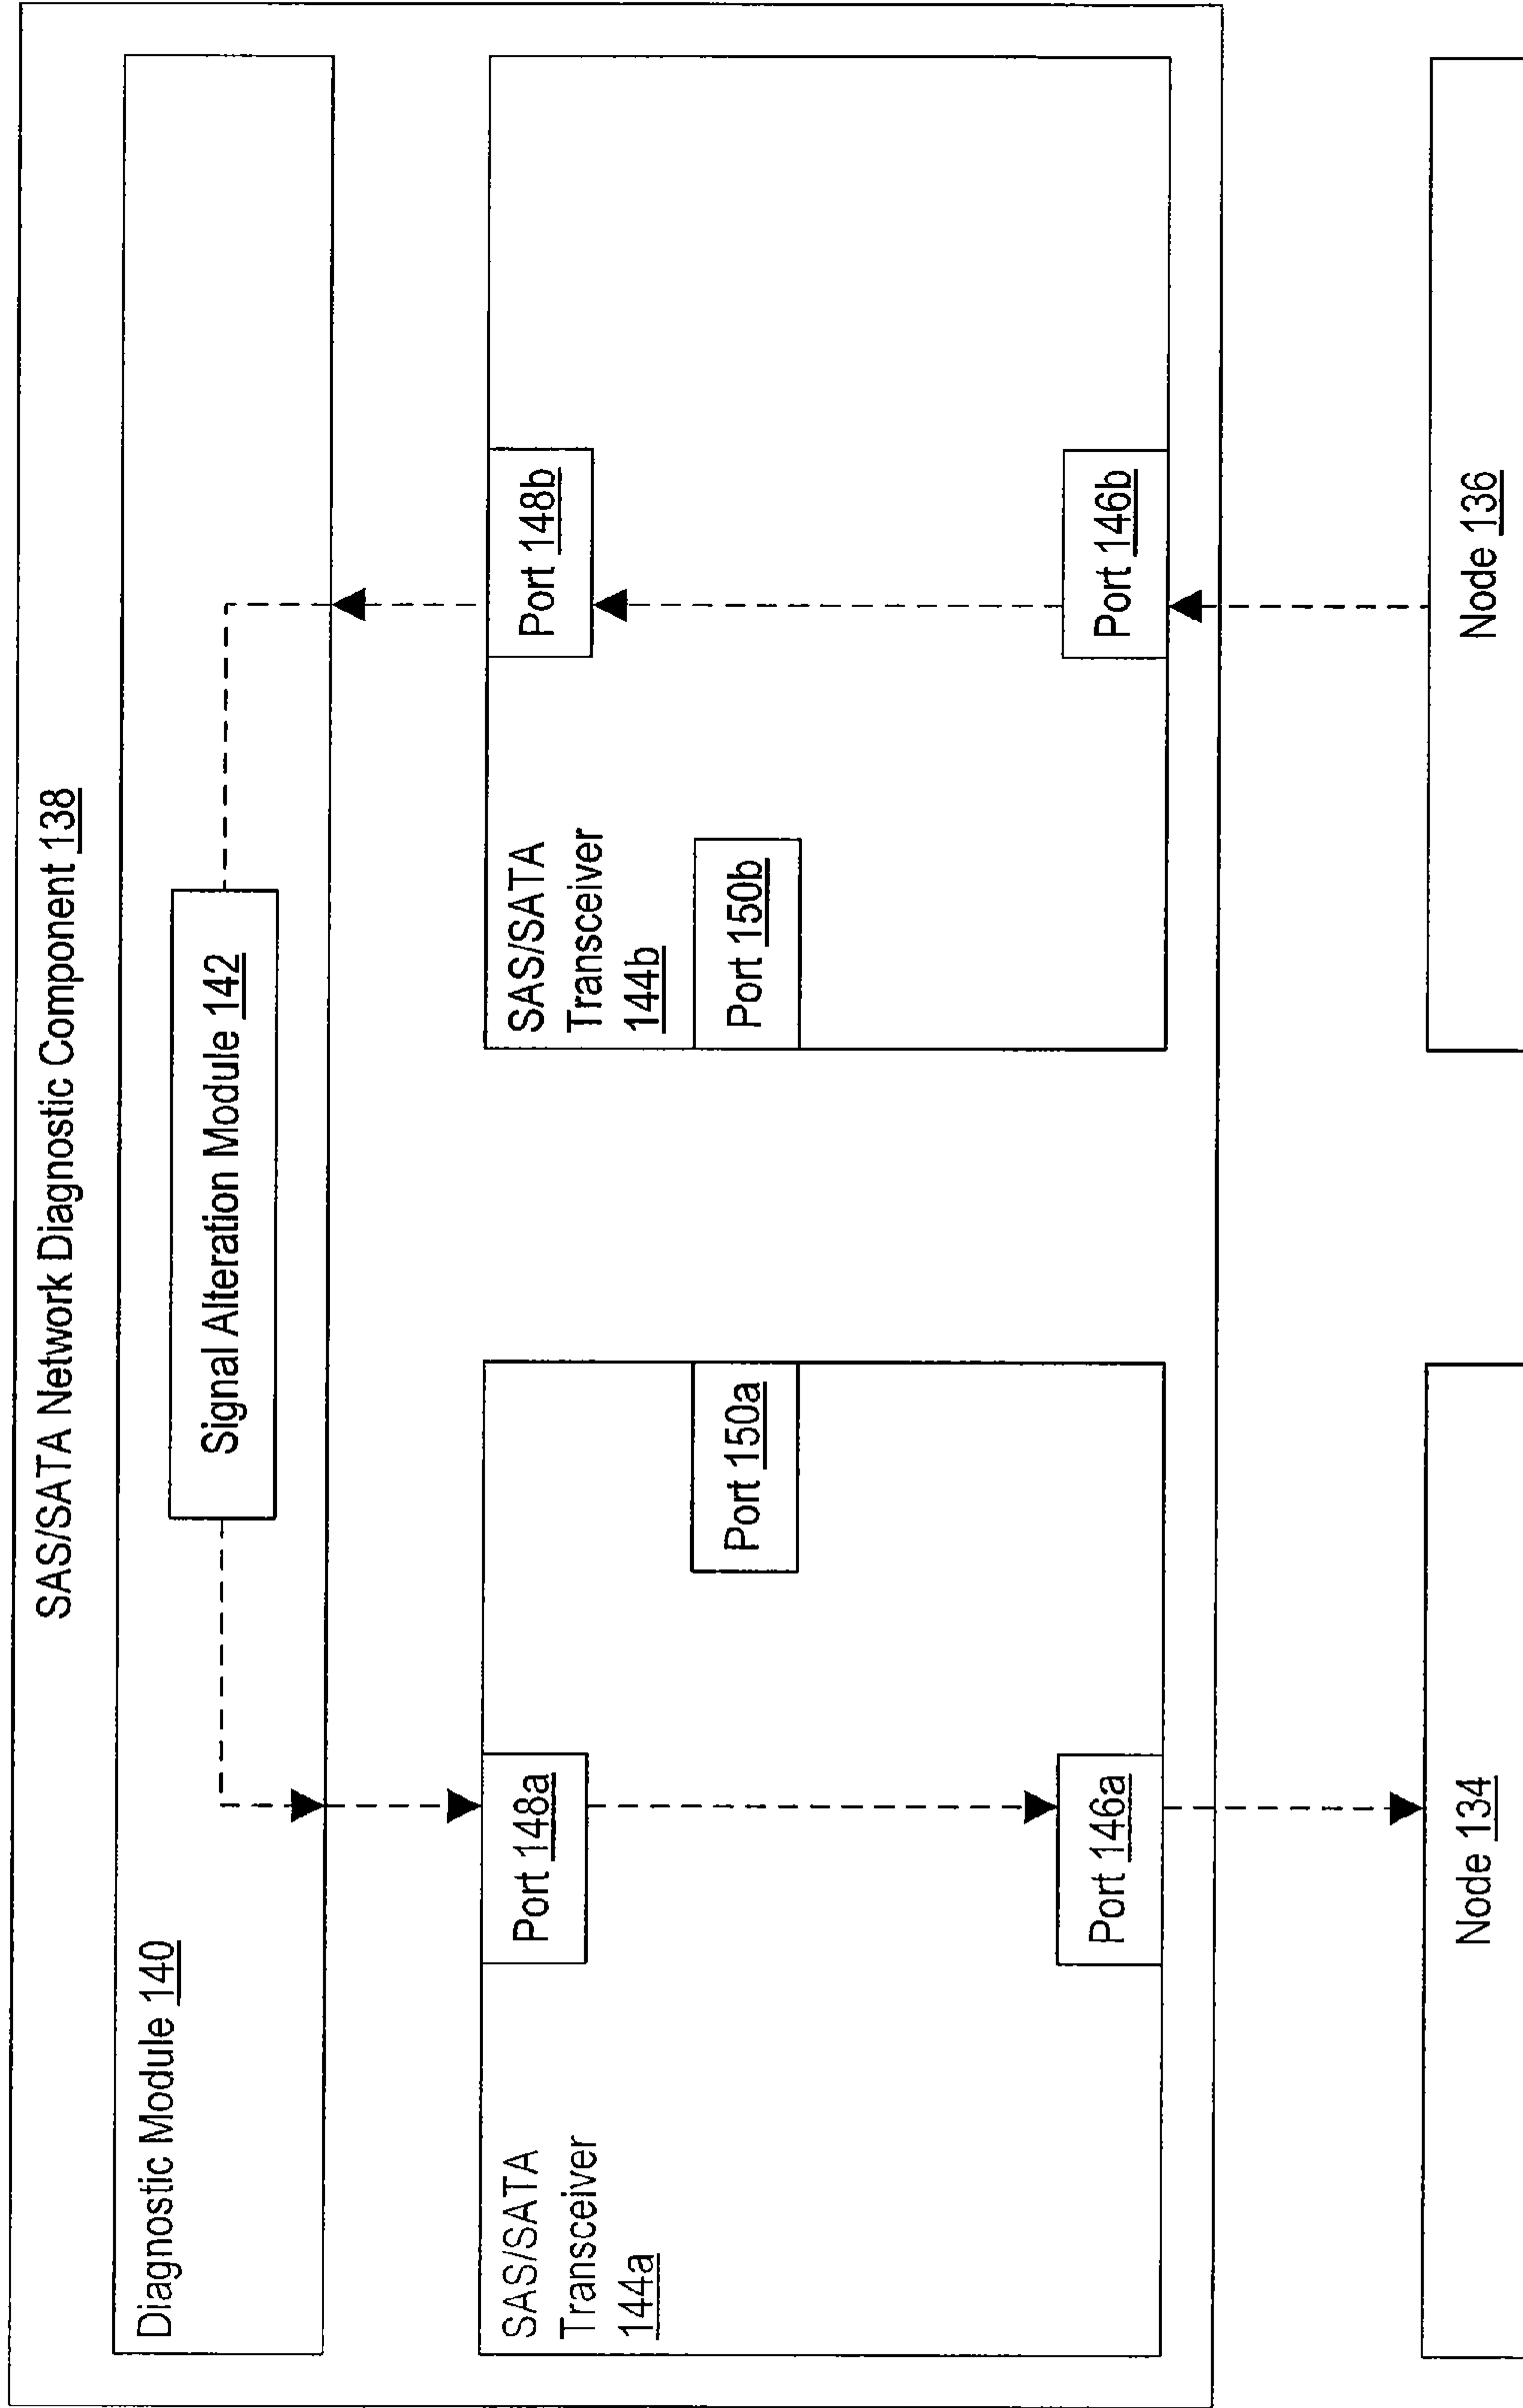 SAS/SATA Network Diagnostic Component 138
Diagnostic Module 140
Signal Alteration Module 142
SAS/SATA
Transceiver
144a
Port 148a
Port 150a
Port 146a
SAS/SATA
Transceiver
144b
Port 148b
Port 150b
Port 146b
Node 134
Node 136